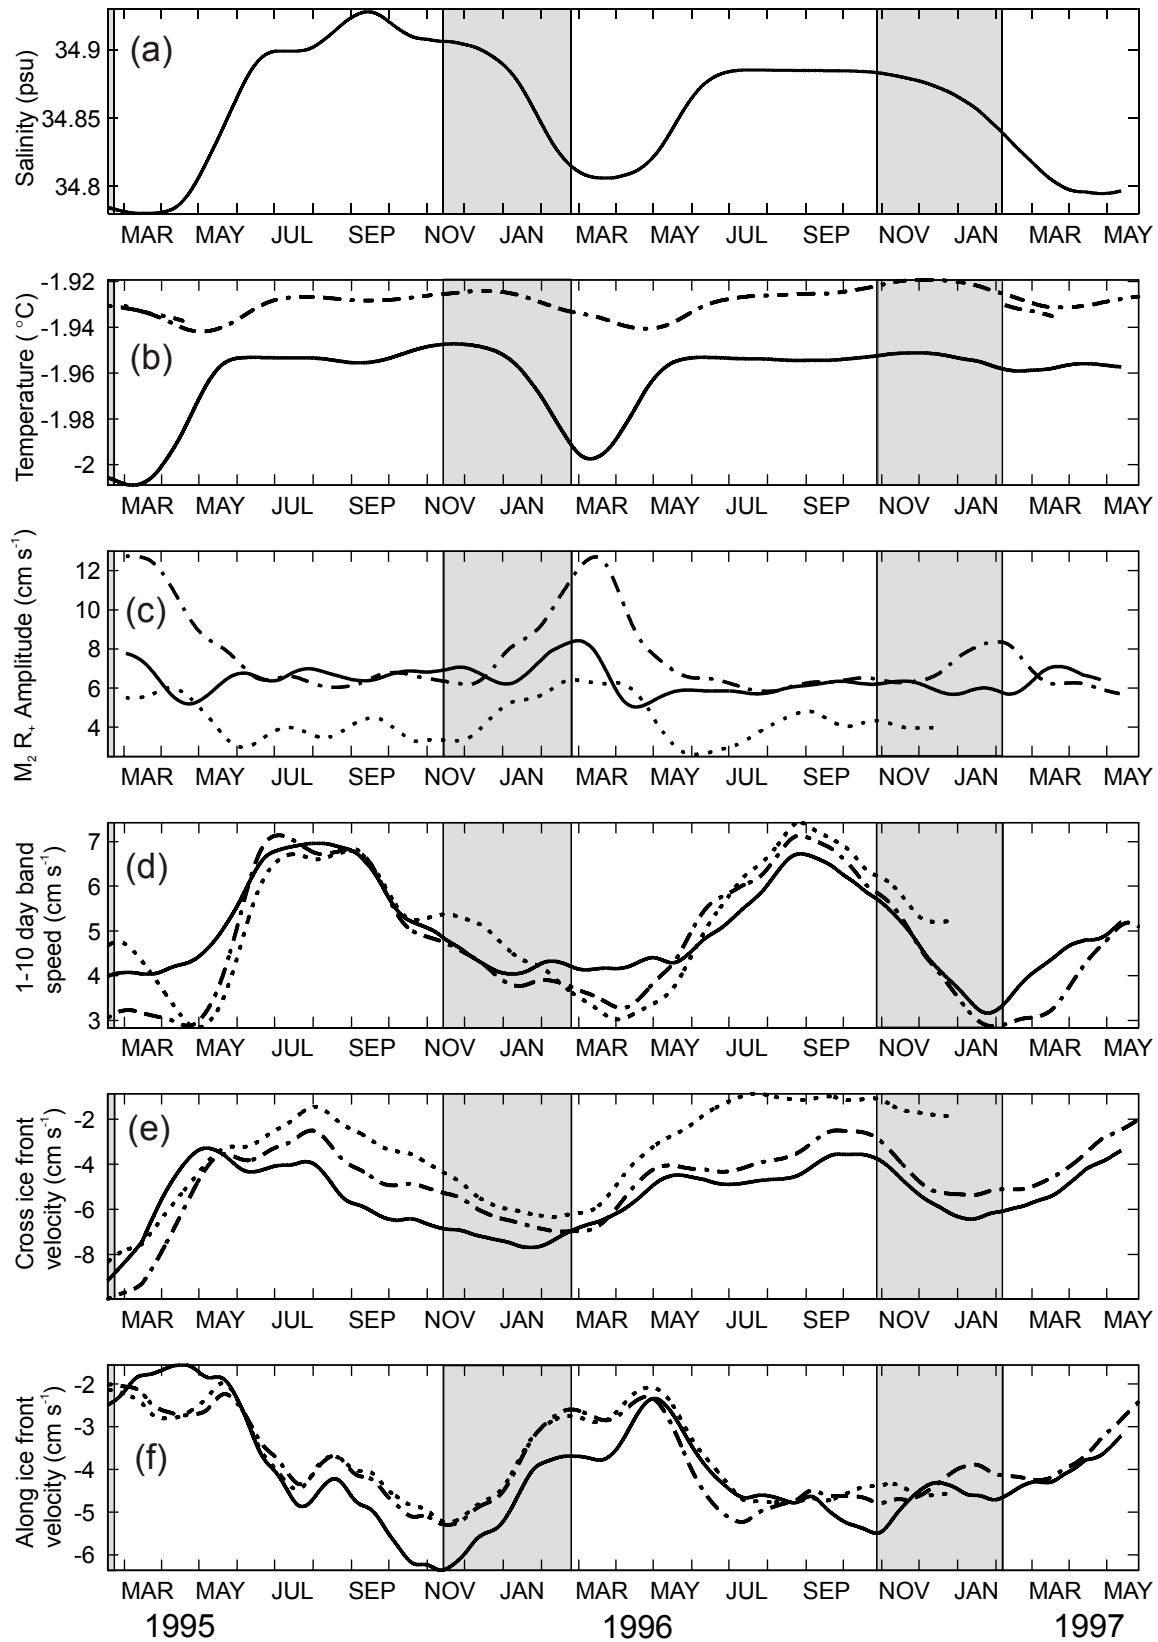 (a)
Salinity (psu)
34.9
34.85
34.8
MAR MAY JUL SEP NOV JAN MAR MAY JUL SEP NOV JAN MAR MAY
(b)
Temperature ( °C)
-1.92
-1.94
-1.96
-1.98
-2
MAR MAY JUL SEP NOV JAN MAR MAY JUL SEP NOV JAN MAR MAY
(c)
M₂ R₊ Amplitude (cm s⁻¹)
12
10
8
6
4
MAR MAY JUL SEP NOV JAN MAR MAY JUL SEP NOV JAN MAR MAY
(d)
1-10 day band
speed (cm s⁻¹)
7
6
5
4
3
MAR MAY JUL SEP NOV JAN MAR MAY JUL SEP NOV JAN MAR MAY
(e)
Cross ice front
velocity (cm s⁻¹)
-2
-4
-6
-8
MAR MAY JUL SEP NOV JAN MAR MAY JUL SEP NOV JAN MAR MAY
(f)
Along ice front
velocity (cm s⁻¹)
-2
-3
-4
-5
-6
MAR MAY JUL SEP NOV JAN MAR MAY JUL SEP NOV JAN MAR MAY
1995 1996 1997